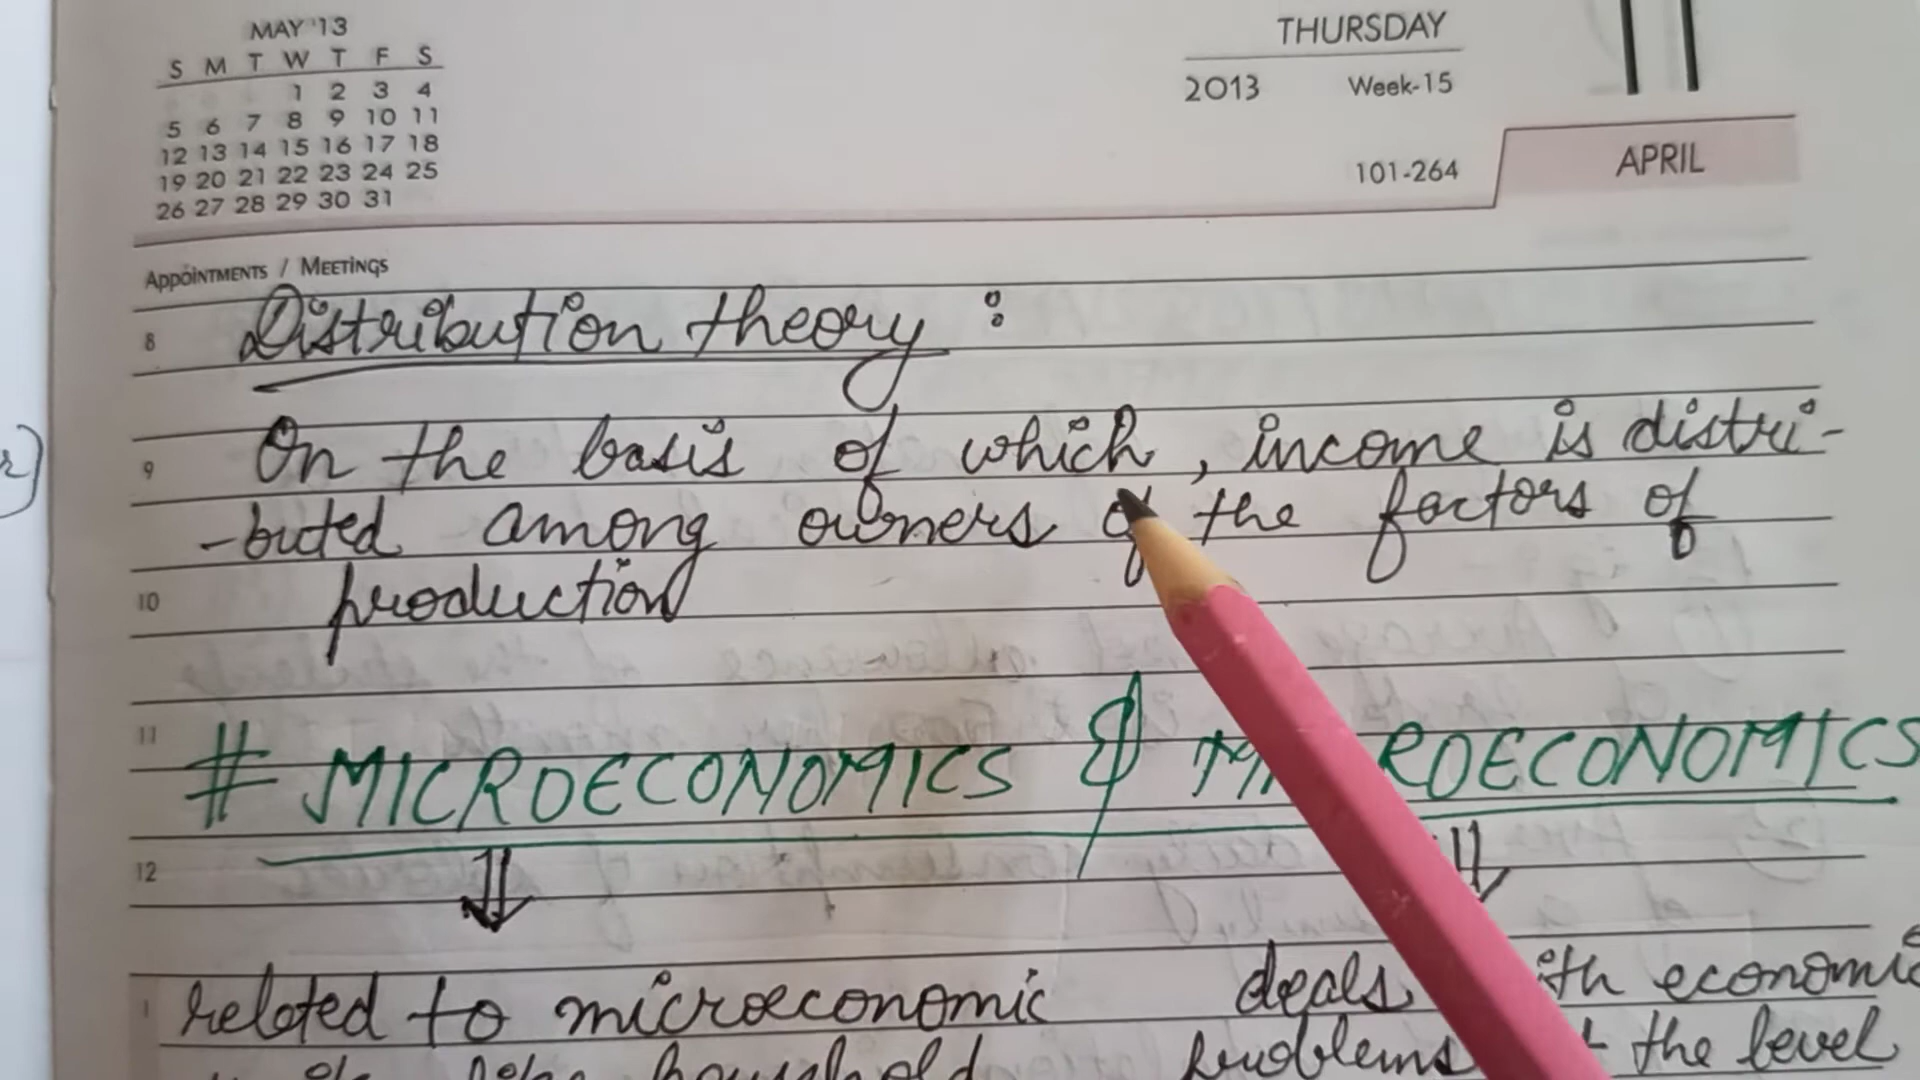 MAY '13
S M T W T F S
1 2 3 4
5 6 7 8 9 10 11
12 13 14 15 16 17 18
19 20 21 22 23 24 25
26 27 28 29 30 31
THURSDAY
2013 Week-15
101-264
APRIL
Appointments / Meetings
8 Distribution theory :
9 On the basis of which, income is distri-
-buted among owners of the factors of
10 production
11 # MICROECONOMICS & ROECONOMICS
12
1 related to microeconomic deals economic
household problems the level